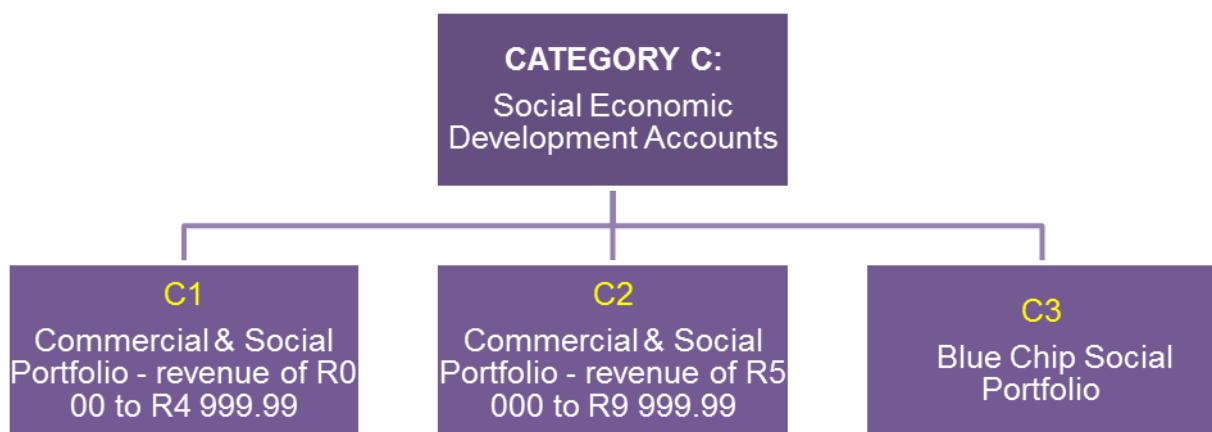 CATEGORY C:
Social Economic
Development Accounts
C1
Commercial & Social
Portfolio - revenue of R0
00 to R4 999.99
C2
Commercial & Social
Portfolio - revenue of R5
000 to R9 999.99
C3
Blue Chip Social
Portfolio